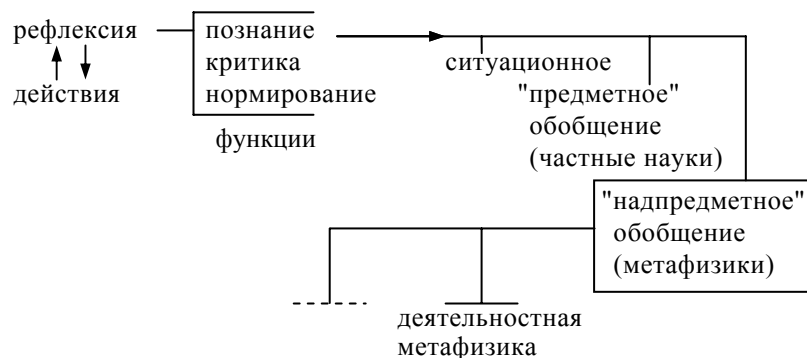 рефлексия
действия
познание
критика
нормирование
функции
ситуационное
"предметное"
обобщение
(частные науки)
"надпредметное"
обобщение
(метафизики)
деятельностная
метафизика